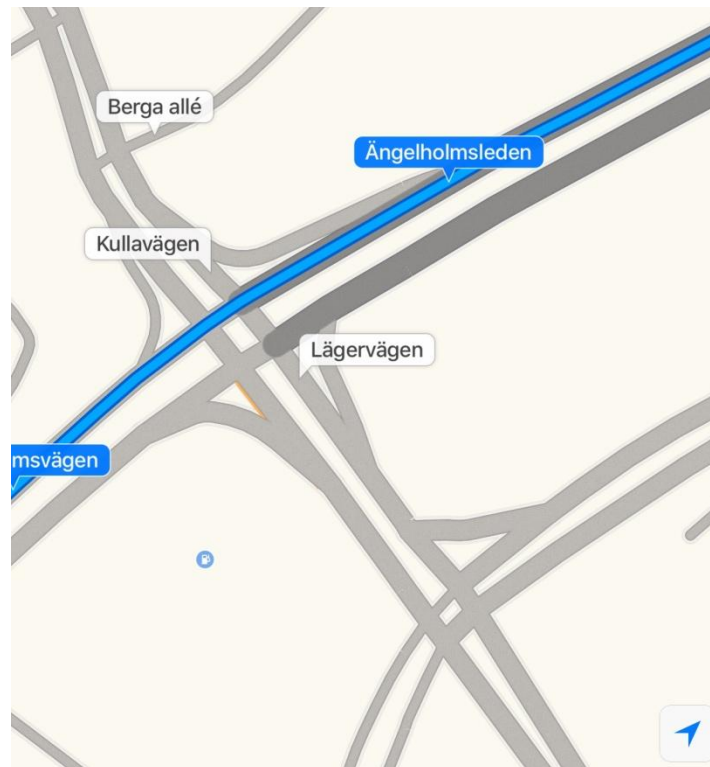 Berga allé
Ängelholmsleden
Kullavägen
Lägervägen
msvägen